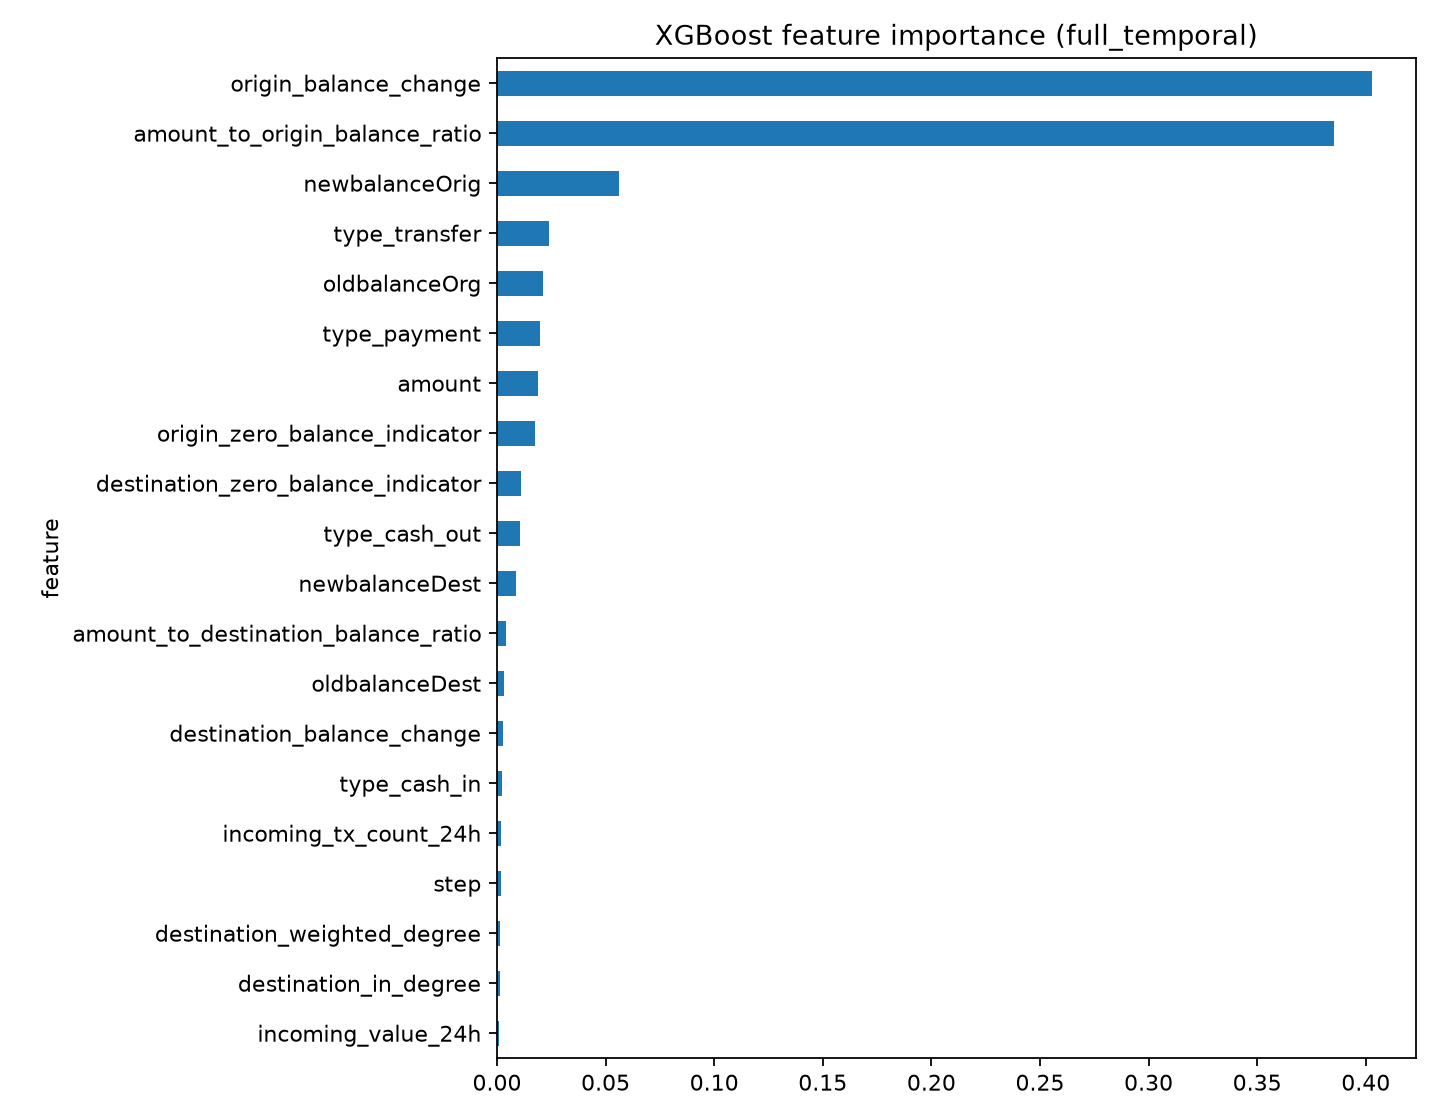 XGBoost feature importance (full_temporal)
origin_balance_change
amount_to_origin_balance_ratio
newbalanceOrig
type_transfer
oldbalanceOrg
type_payment
amount
origin_zero_balance_indicator
destination_zero_balance_indicator
type_cash_out
newbalanceDest
amount_to_destination_balance_ratio
oldbalanceDest
destination_balance_change
type_cash_in
incoming_tx_count_24h
step
destination_weighted_degree
destination_in_degree
incoming_value_24h
feature
0.00 0.05 0.10 0.15 0.20 0.25 0.30 0.35 0.40